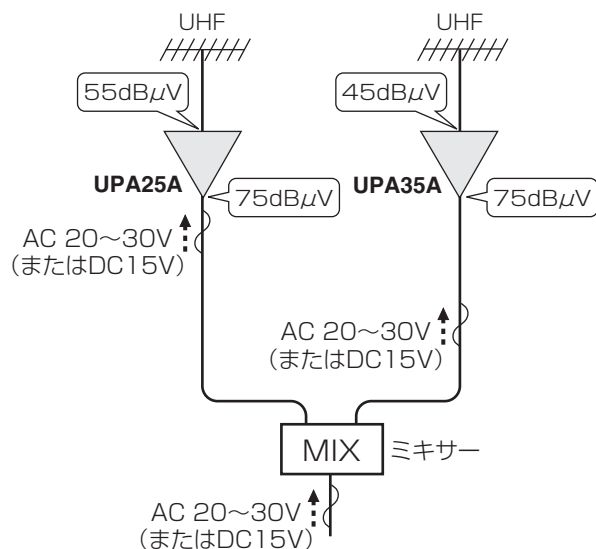 UHF
UHF
55dBμV
45dBμV
UPA25A
75dBμV
UPA35A
75dBμV
AC 20～30V
（またはDC15V）
AC 20～30V
（またはDC15V）
MIX
ミキサー
AC 20～30V
（またはDC15V）